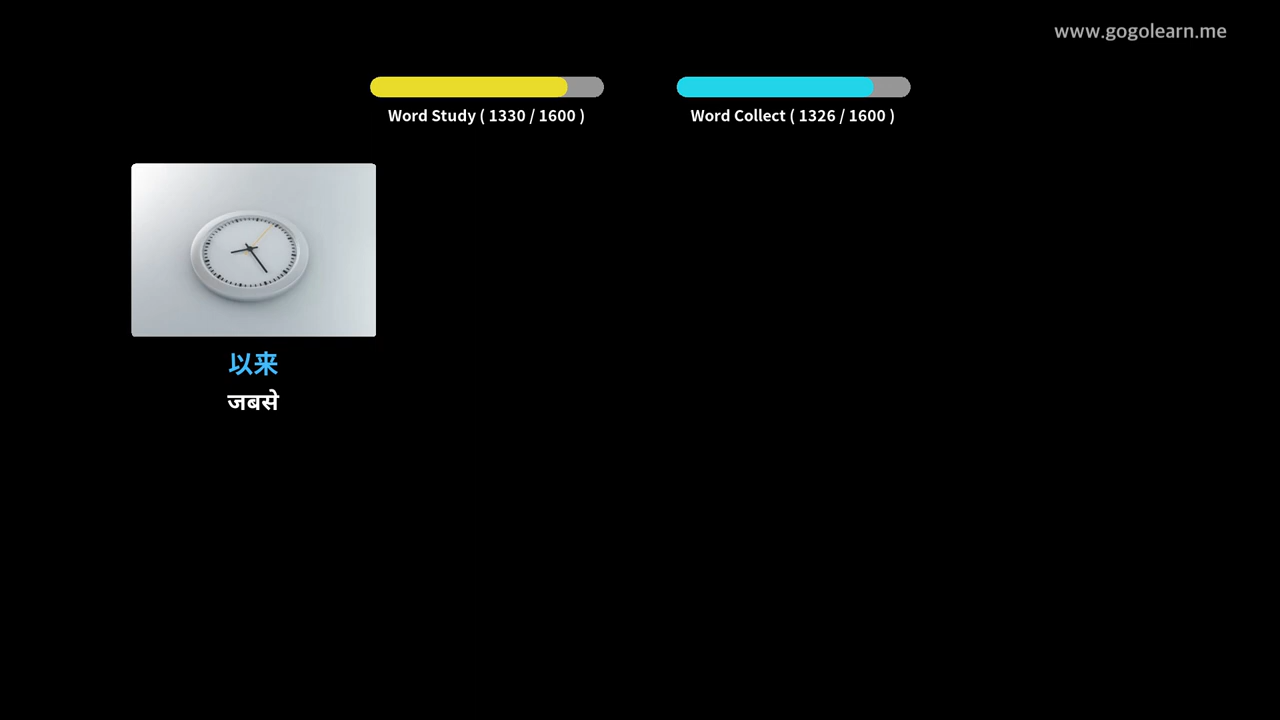 www.gogolearn.me
Word Study ( 1330 / 1600 )
Word Collect ( 1326 / 1600 )
以来
जबसे